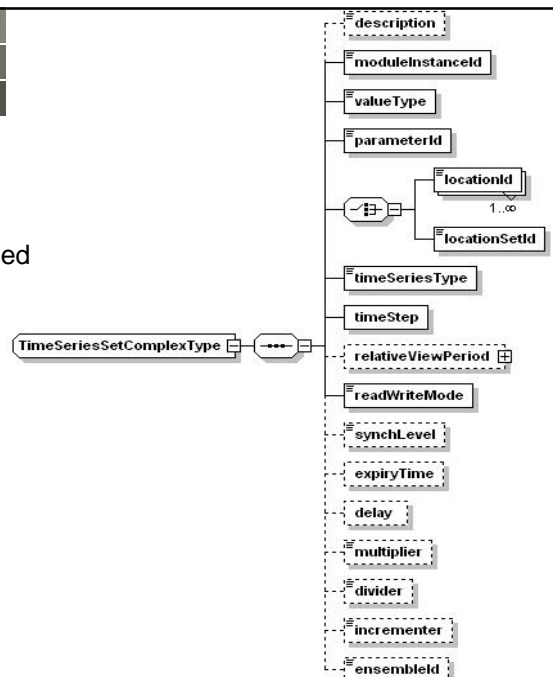 description
moduleInstanceId
valueType
parameterId
locationId
1..∞
locationSetId
ed
timeSeriesType
timeStep
TimeSeriesSetComplexType
relativeViewPeriod
readWriteMode
synchLevel
expiryTime
delay
multiplier
divider
incrementer
ensembleId